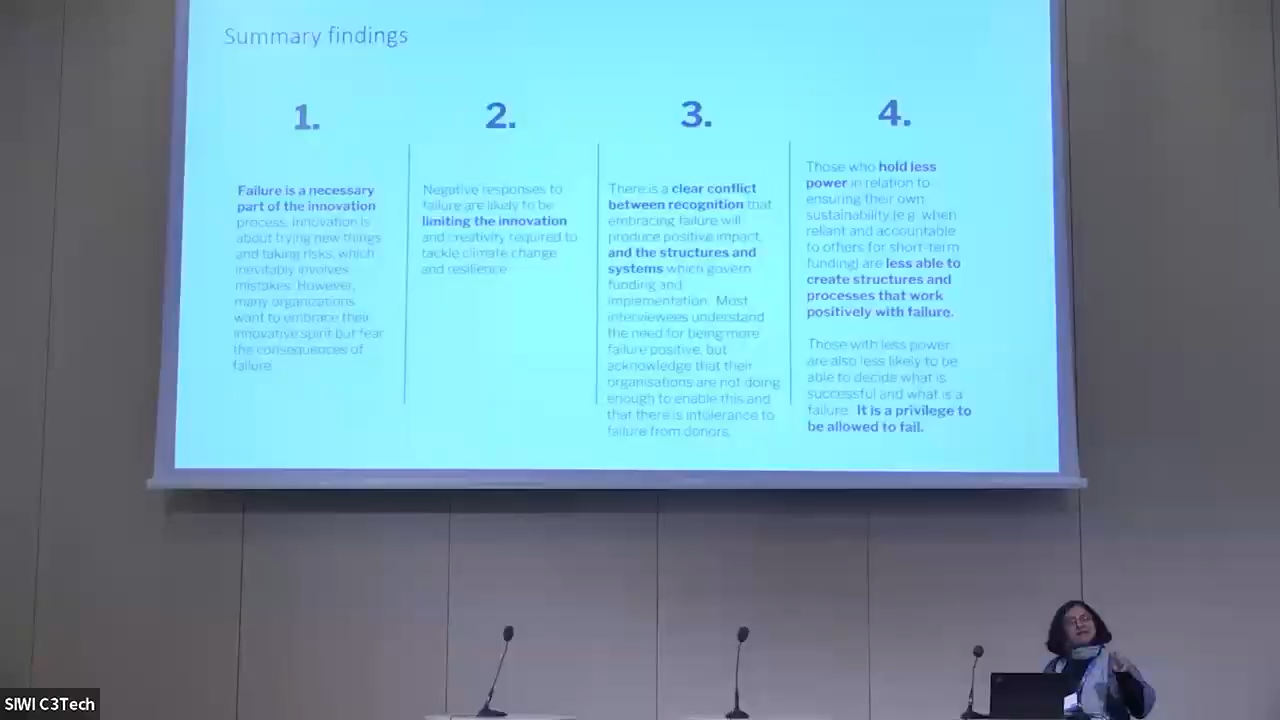 Summary findings
1.
Failure is a necessary
part of the innovation
process, innovation is
about trying new things
and taking risks, which
inevitably involves
mistakes. However,
many organizations
want to embrace their
innovative spirit but fear
the consequences of
failure.
2.
Negative responses to
failure are likely to be
limiting the innovation
and creativity required to
tackle climate change
and resilience
3.
There is a clear conflict
between recognition that
embracing failure will
produce positive impact,
and the structures and
systems which govern
funding and
implementation. Most
interviewees understand
the need for being more
failure positive, but
acknowledge that their
organisations are not doing
enough to enable this and
that there is intolerance to
failure from donors.
4.
Those who hold less
power in relation to
ensuring their own
sustainability (e.g. when
reliant and accountable
to others for short-term
funding) are less able to
create structures and
processes that work
positively with failure.
Those with less power
are also less likely to be
able to decide what is
successful and what is a
failure. It is a privilege to
be allowed to fail.
SIWI C3Tech